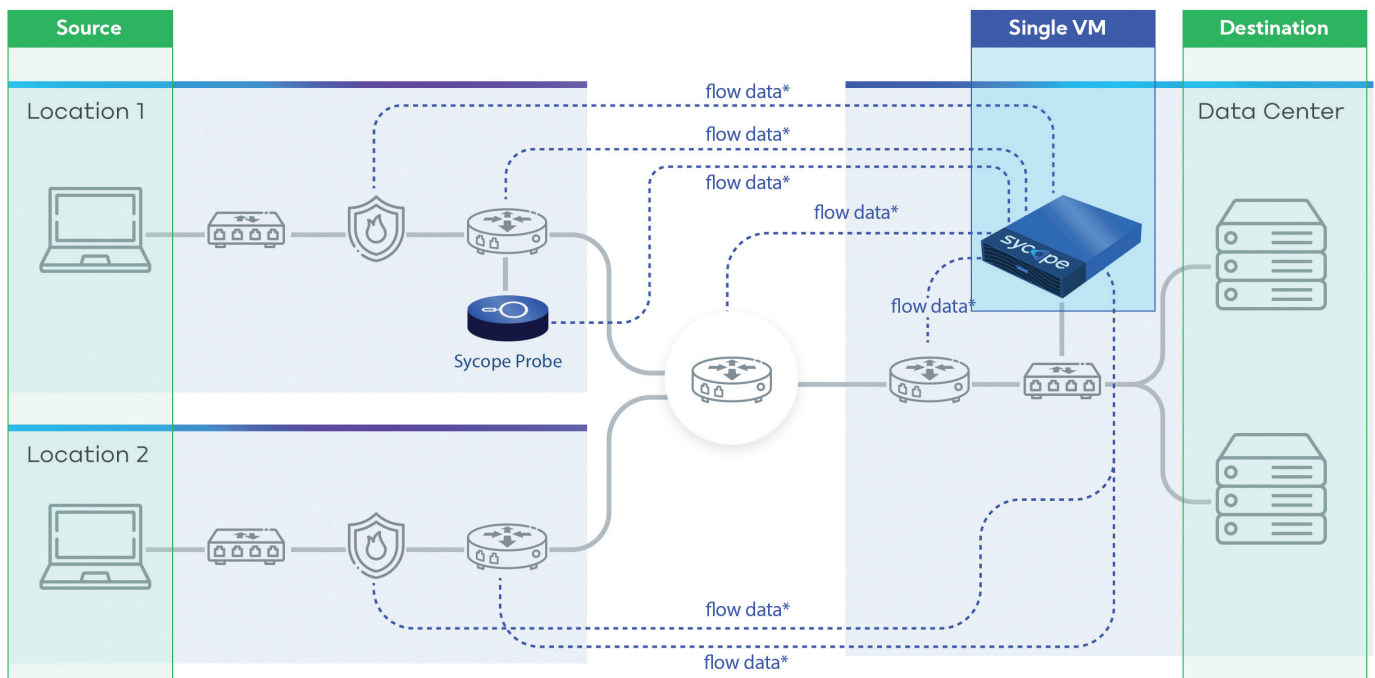 Source
Single VM
Destination
Location 1
flow data*
Data Center
flow data*
flow data*
flow data*
sycope
flow data*
Sycope Probe
Location 2
flow data*
flow data*